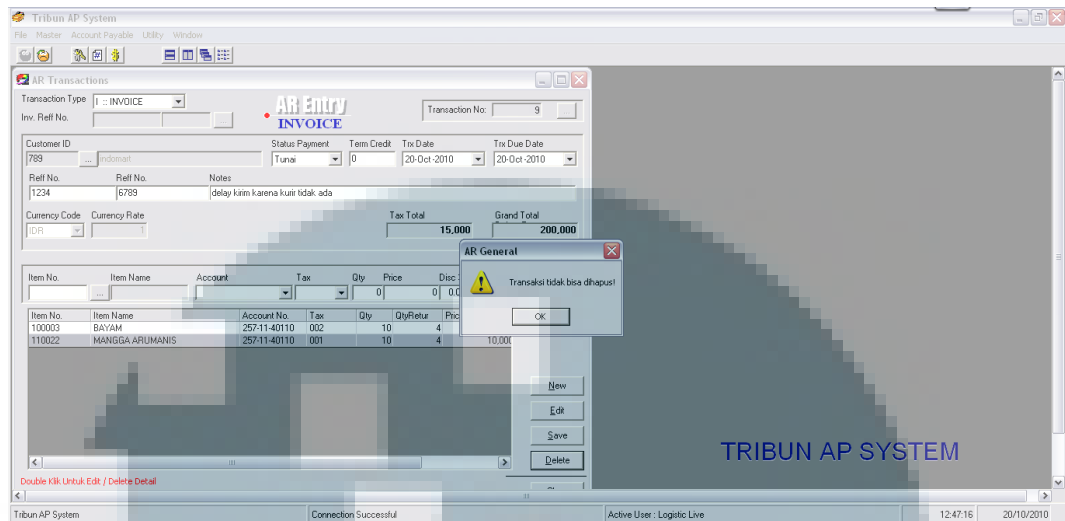 Tribun AP System
File Master Account Payable Utility Window
AR Transactions
Transaction Type I :: INVOICE
AR Entry
INVOICE
Transaction No: 9
Inv. Reff No. ...
Customer ID Status Payment Term Credit Trx Date Trx Due Date
789 ... indomart Tunai 0 20-Oct-2010 20-Oct-2010
Reff No. Reff No. Notes
1234 6789 delay kirim karena kurir tidak ada
Currency Code Currency Rate Tax Total Grand Total
IDR 1 15,000 200,000
AR General
Transaksi tidak bisa dihapus!
OK
Item No. Item Name Account Tax Qty Price Disc
... 0 0 0.0
Item No. Item Name Account No. Tax Qty QtyRetur Pric
100003 BAYAM 257-11-40110 002 10 4
110022 MANGGA ARUMANIS 257-11-40110 001 10 4 10,000
New
Edit
Save
Delete
TRIBUN AP SYSTEM
Double Klik Untuk Edit / Delete Detail
Tribun AP System Connection Successful Active User : Logistic Live 12:47:16 20/10/2010